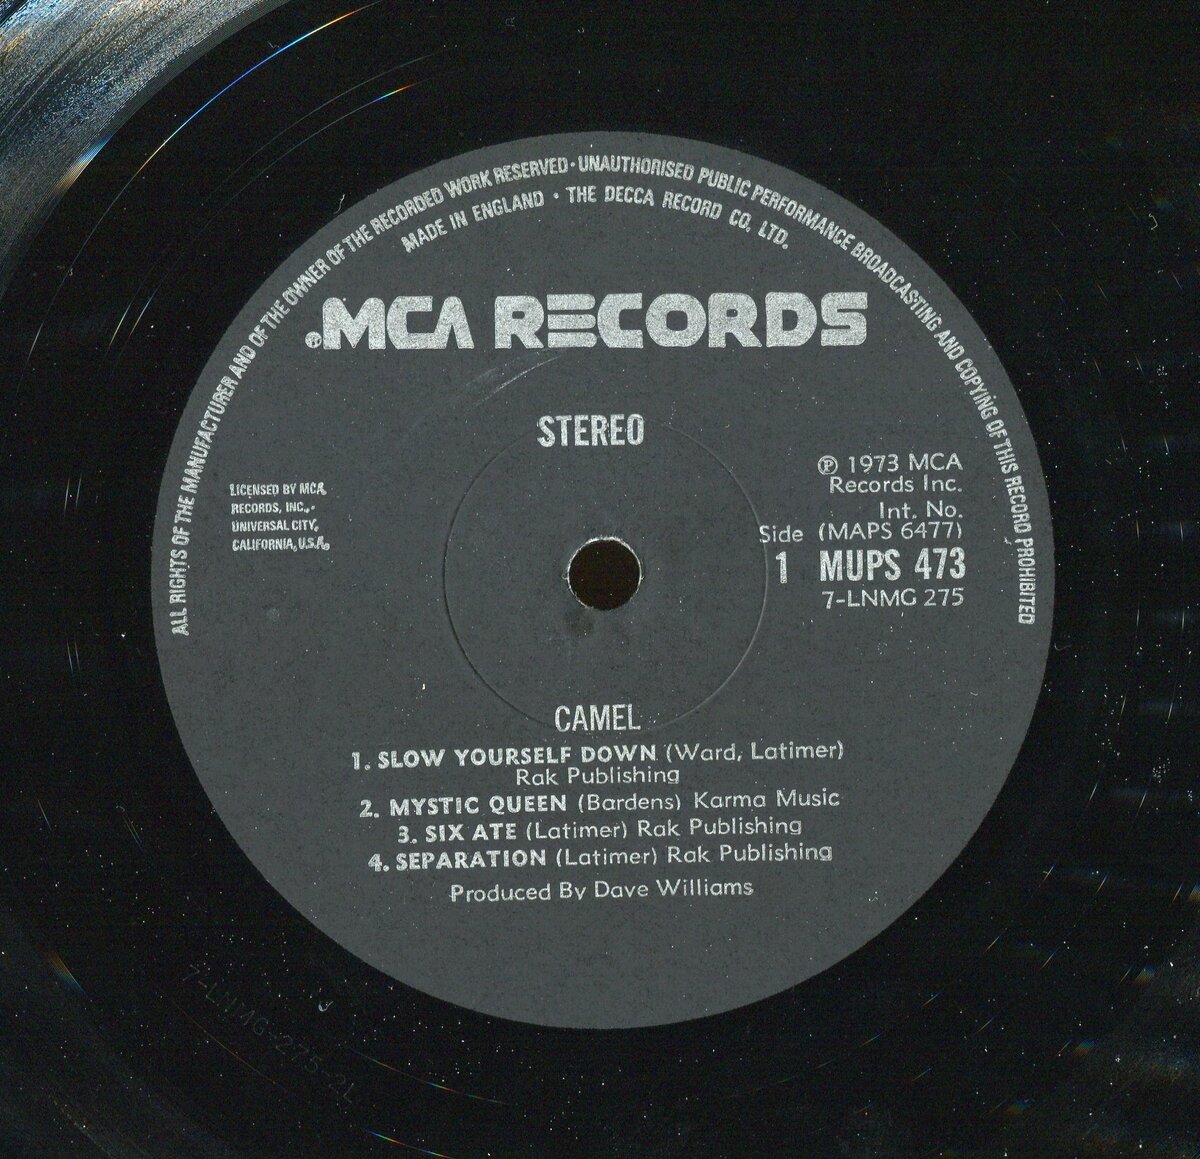 ALL RIGHTS OF THE MANUFACTURER AND OF THE OWNER OF THE RECORDED WORK RESERVED · UNAUTHORISED PUBLIC PERFORMANCE BROADCASTING AND COPYING OF THIS RECORD PROHIBITED
MADE IN ENGLAND · THE DECCA RECORD CO. LTD.
®MCA RECORDS
STEREO
LICENSED BY MCA
RECORDS, INC.,
UNIVERSAL CITY,
CALIFORNIA, U.S.A.
℗ 1973 MCA
Records Inc.
Int. No.
Side (MAPS 6477)
1 MUPS 473
7-LNMG 275
CAMEL
1. SLOW YOURSELF DOWN (Ward, Latimer)
Rak Publishing
2. MYSTIC QUEEN (Bardens) Karma Music
3. SIX ATE (Latimer) Rak Publishing
4. SEPARATION (Latimer) Rak Publishing
Produced By Dave Williams
7-LNMG-275-2L